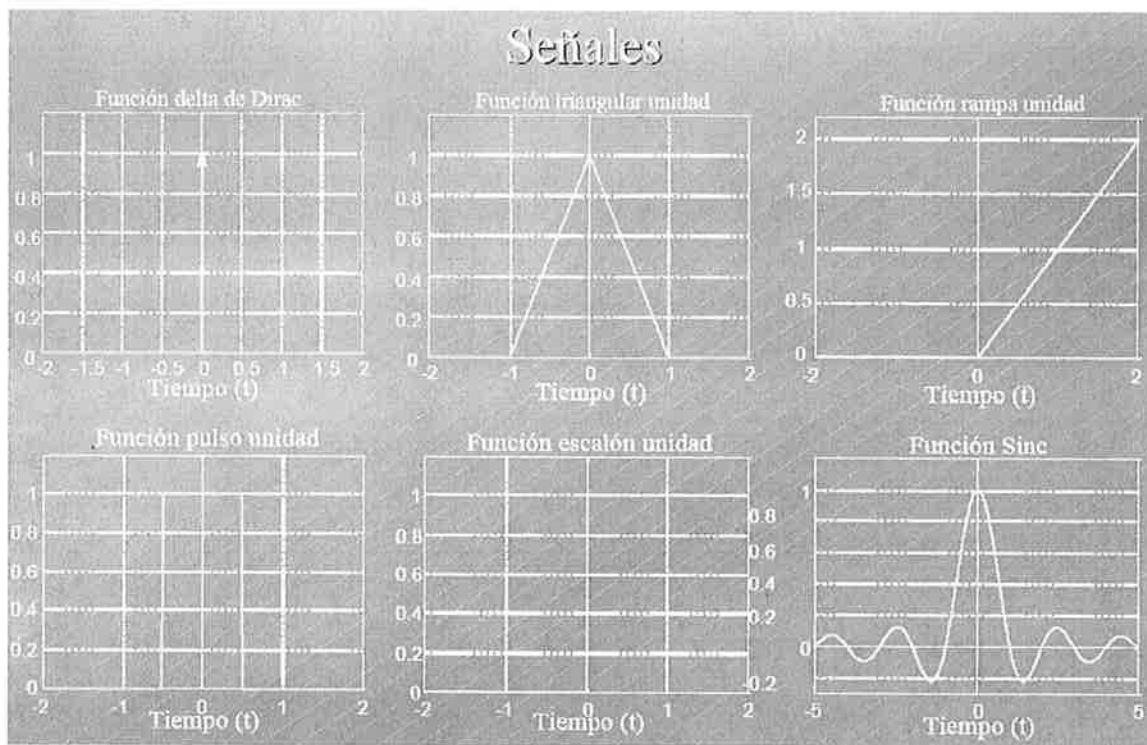 Señales
Función delta de Dirac
1
0.8
0.6
0.4
0.2
0
-2 -1.5 -1 -0.5 0 0.5 1 1.5 2
Tiempo (t)
Función triangular unidad
1
0.8
0.6
0.4
0.2
0
-2 -1 0 1 2
Tiempo (t)
Función rampa unidad
2
1.5
1
0.5
0
-2 0 2
Tiempo (t)
Función pulso unidad
1
0.8
0.6
0.4
0.2
0
-2 -1 0 1 2
Tiempo (t)
Función escalón unidad
1
0.8
0.6
0.4
0.2
0
-2 -1 0 1 2
Tiempo (t)
Función Sinc
1
0.8
0.6
0.4
0.2
0
-0.2
-5 0 5
Tiempo (t)